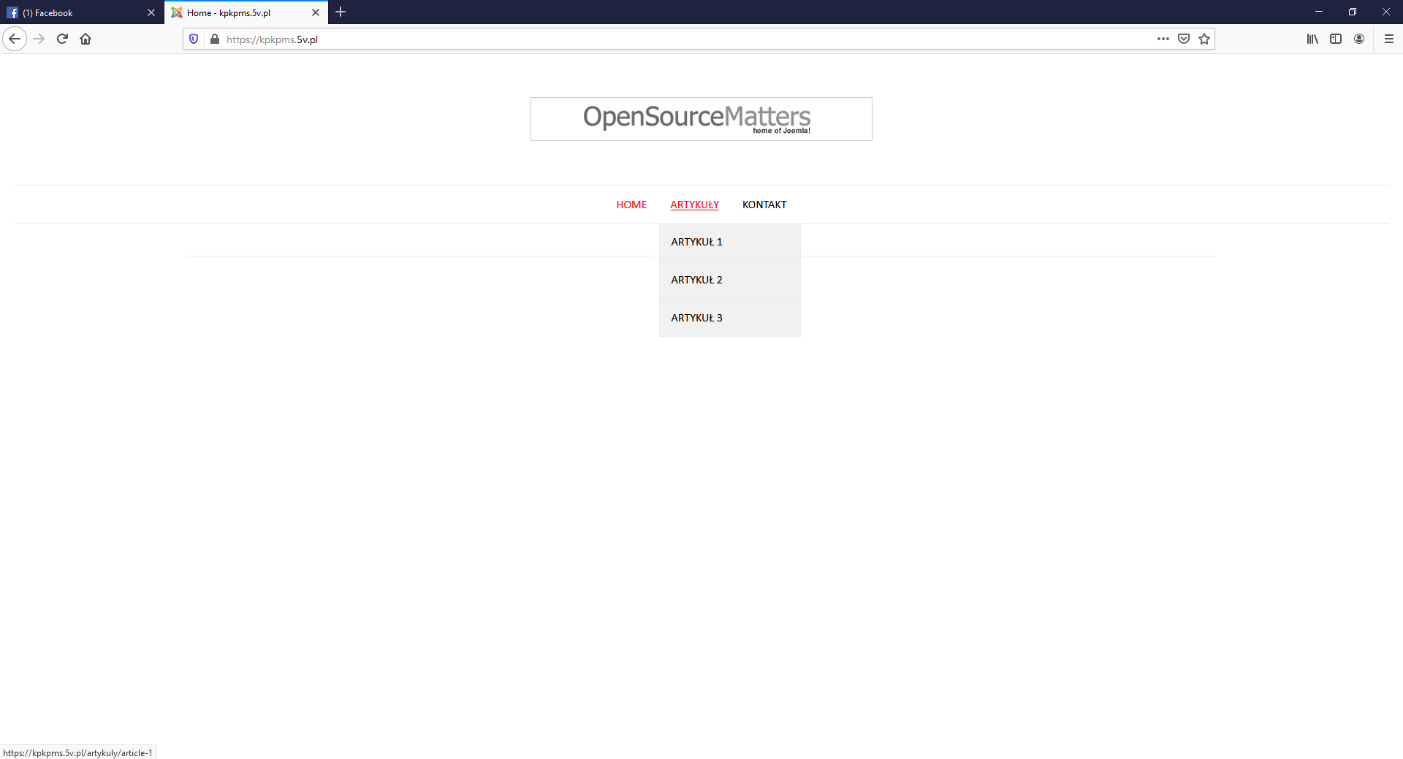 (1) Facebook
Home - kpkpms.5v.pl
https://kpkpms.5v.pl
OpenSourceMatters
home of Joomla!
HOME ARTYKUŁY KONTAKT
ARTYKUŁ 1
ARTYKUŁ 2
ARTYKUŁ 3
https://kpkpms.5v.pl/artykuly/article-1